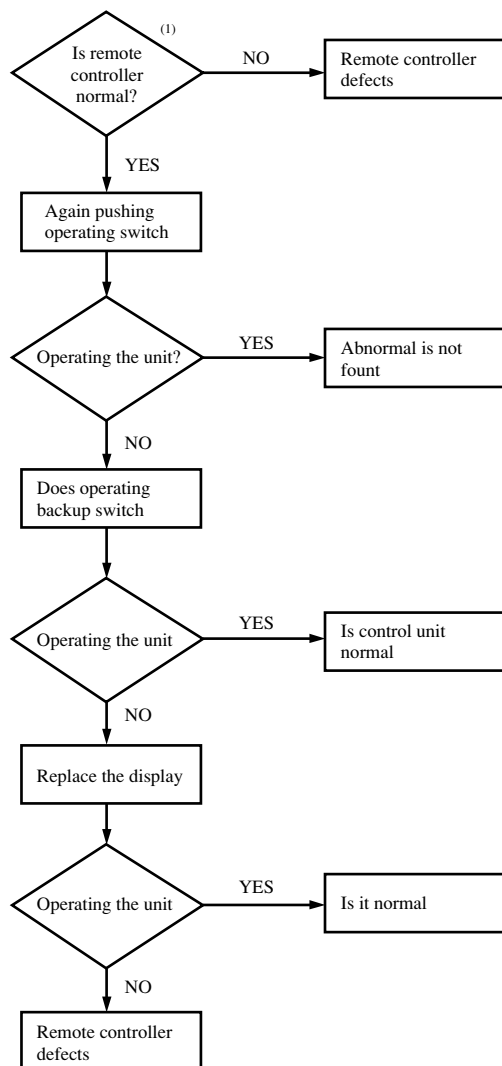 (1)
Is remote
controller
normal?
NO
Remote controller
defects
YES
Again pushing
operating switch
Operating the unit?
YES
Abnormal is not
fount
NO
Does operating
backup switch
Operating the unit
YES
Is control unit
normal
NO
Replace the display
Operating the unit
YES
Is it normal
NO
Remote controller
defects